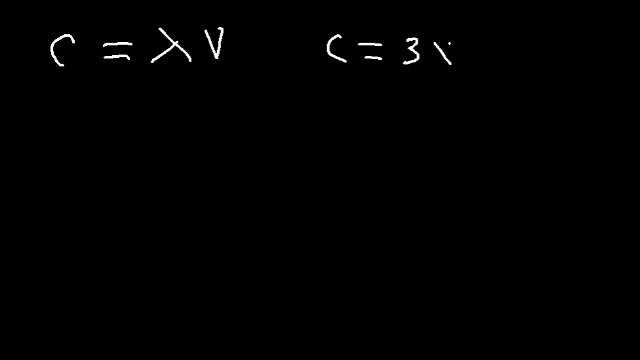 C = λν C = 3 ×